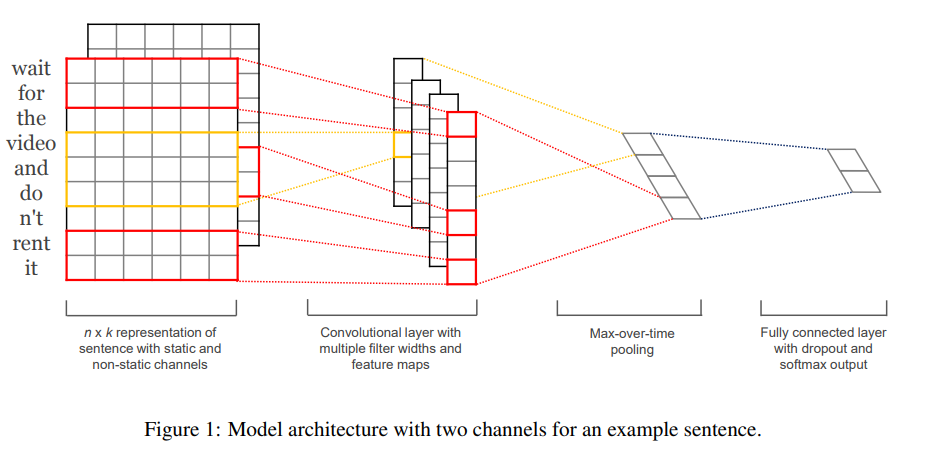 wait
for
the
video
and
do
n't
rent
it
n x k representation of
sentence with static and
non-static channels
Convolutional layer with
multiple filter widths and
feature maps
Max-over-time
pooling
Fully connected layer
with dropout and
softmax output
Figure 1: Model architecture with two channels for an example sentence.